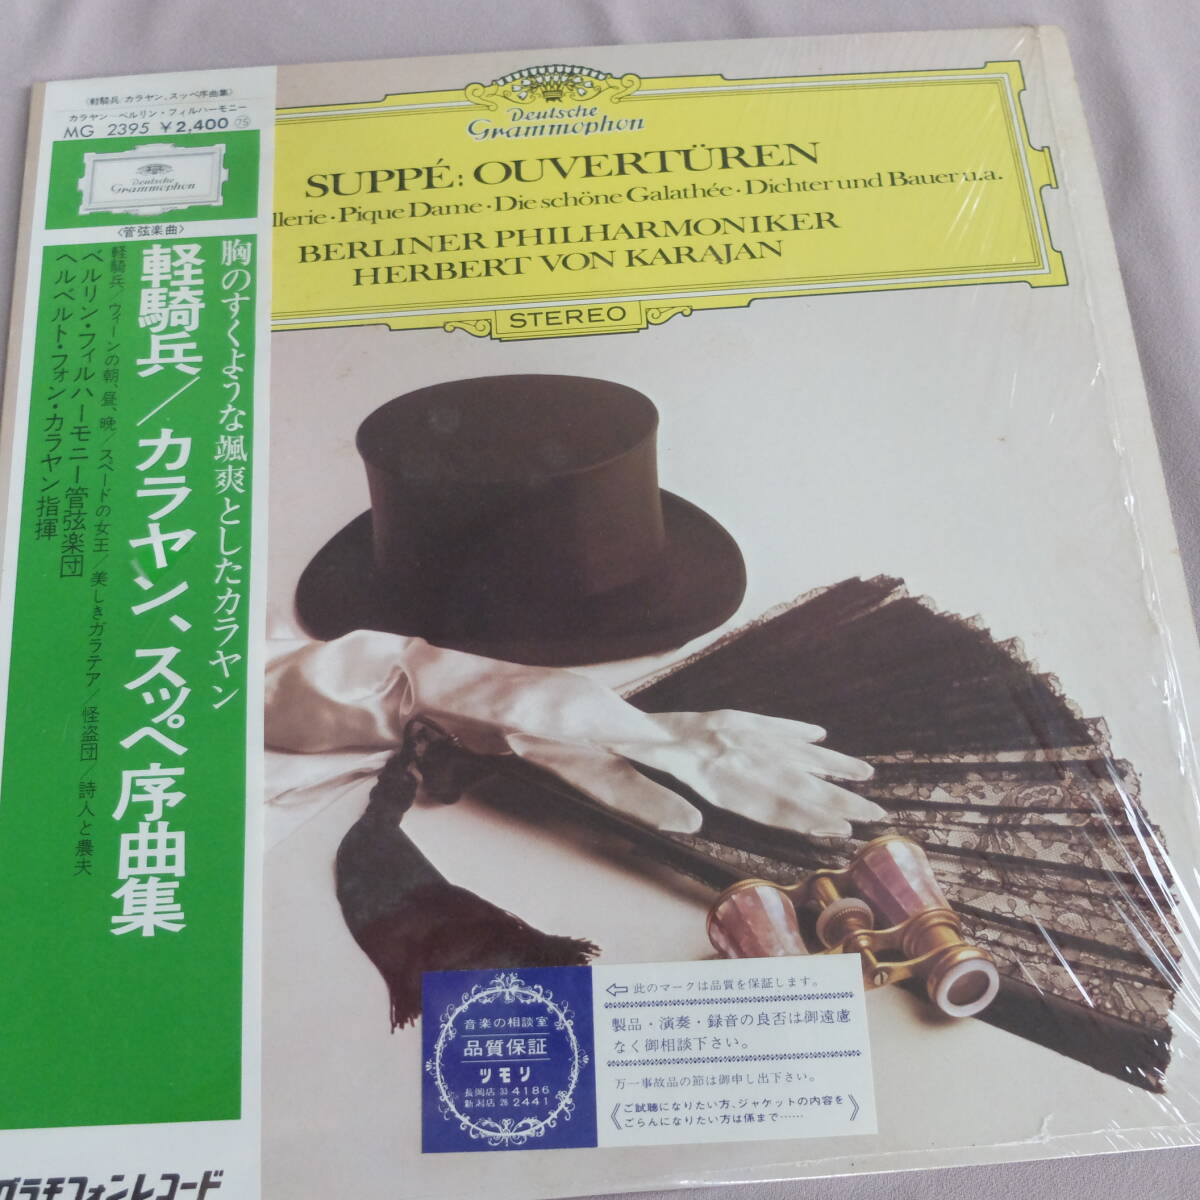 〈軽騎兵/カラヤン、スッペ序曲集〉
カラヤン=ベルリン・フィルハーモニー
MG 2395 ¥2,400 75
Deutsche
Grammophon
〈管弦楽曲〉
胸のすくような颯爽としたカラヤン
軽騎兵/カラヤン、スッペ序曲集
軽騎兵/ウィーンの朝、昼、晩/スペードの女王/美しきガラテア/怪盗団/詩人と農夫
ベルリン・フィルハーモニー管弦楽団
ヘルベルト・フォン・カラヤン指揮
グラモフォンレコード
Deutsche
Grammophon
SUPPÉ: OUVERTÜREN
llerie · Pique Dame · Die schöne Galathée · Dichter und Bauer u.a.
BERLINER PHILHARMONIKER
HERBERT VON KARAJAN
STEREO
音楽の相談室
品質保証
ツモリ
長岡店 33 4186
新潟店 28 2441
⇦ 此のマークは品質を保証します。
製品・演奏・録音の良否は御遠慮
なく御相談下さい。
万一事故品の節は御申し出下さい。
《ご試聴になりたい方、ジャケットの内容を
ごらんになりたい方は係まで……》